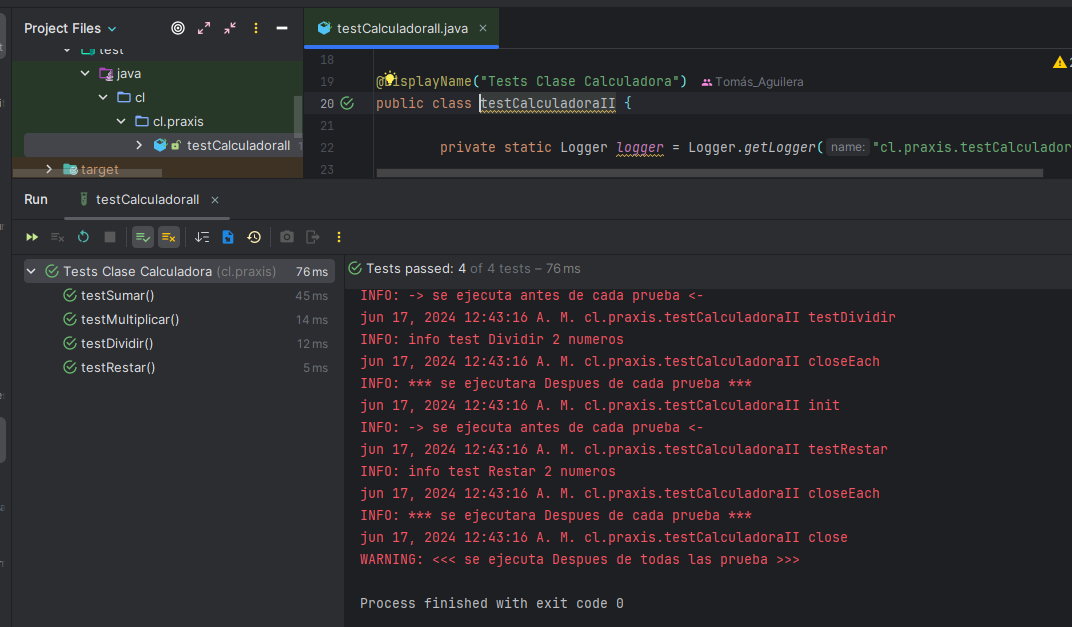 Project Files
test
java
cl
cl.praxis
testCalculadoraII
target
testCalculadoraII.java
18
19 @DisplayName("Tests Clase Calculadora") Tomás_Aguilera
20 public class testCalculadoraII {
21
22 private static Logger logger = Logger.getLogger( name: "cl.praxis.testCalculador
23
Run testCalculadoraII
Tests Clase Calculadora (cl.praxis) 76 ms
testSumar() 45 ms
testMultiplicar() 14 ms
testDividir() 12 ms
testRestar() 5 ms
Tests passed: 4 of 4 tests – 76 ms
INFO: -> se ejecuta antes de cada prueba <-
jun 17, 2024 12:43:16 A. M. cl.praxis.testCalculadoraII testDividir
INFO: info test Dividir 2 numeros
jun 17, 2024 12:43:16 A. M. cl.praxis.testCalculadoraII closeEach
INFO: *** se ejecutara Despues de cada prueba ***
jun 17, 2024 12:43:16 A. M. cl.praxis.testCalculadoraII init
INFO: -> se ejecuta antes de cada prueba <-
jun 17, 2024 12:43:16 A. M. cl.praxis.testCalculadoraII testRestar
INFO: info test Restar 2 numeros
jun 17, 2024 12:43:16 A. M. cl.praxis.testCalculadoraII closeEach
INFO: *** se ejecutara Despues de cada prueba ***
jun 17, 2024 12:43:16 A. M. cl.praxis.testCalculadoraII close
WARNING: <<< se ejecuta Despues de todas las prueba >>>
Process finished with exit code 0